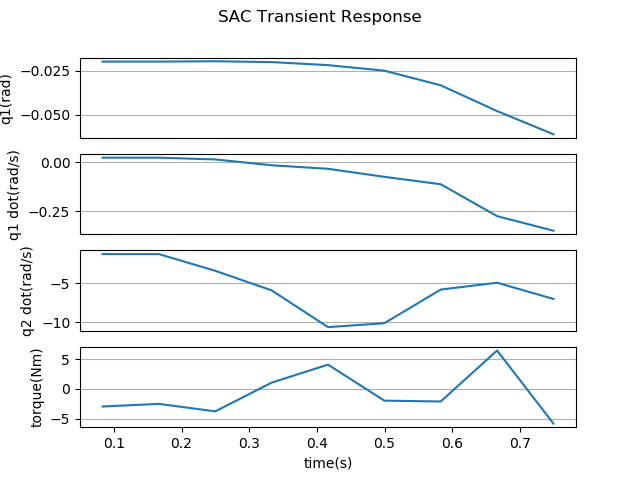 SAC Transient Response
−0.025
−0.050
q1(rad)
0.00
−0.25
q1 dot(rad/s)
−5
−10
q2 dot(rad/s)
5
0
−5
torque(Nm)
0.1 0.2 0.3 0.4 0.5 0.6 0.7
time(s)